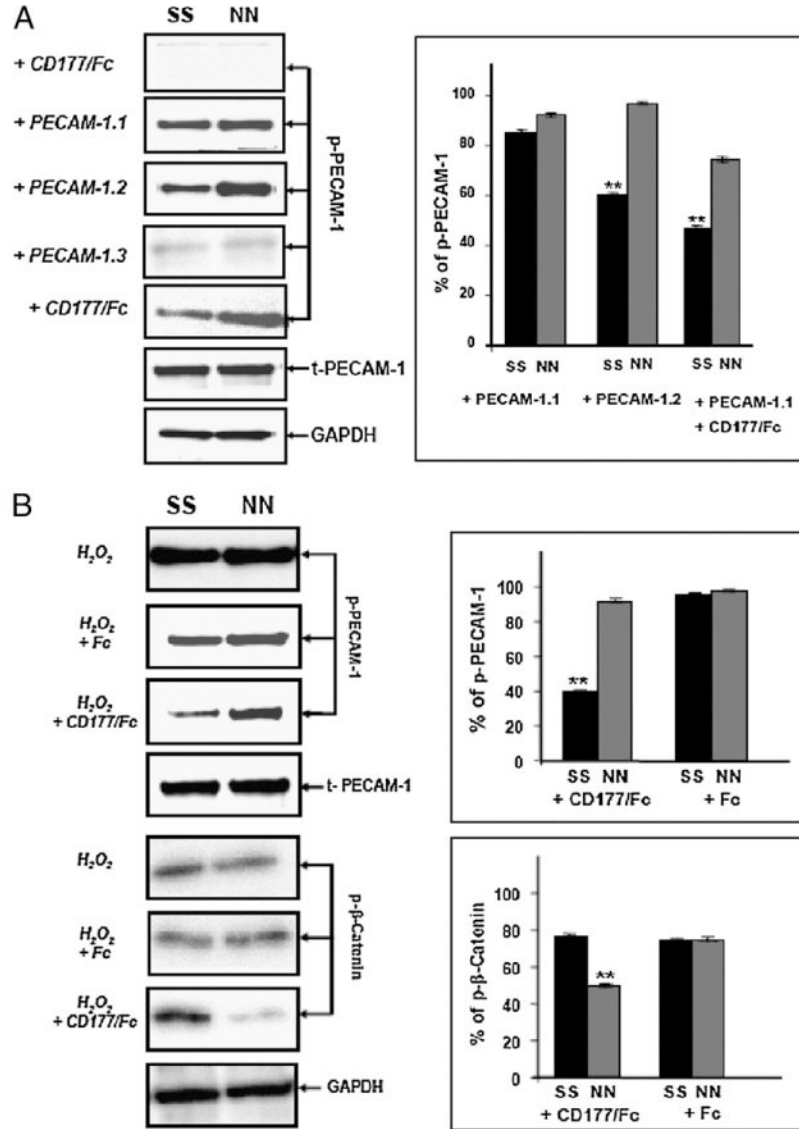 A
SS NN
+ CD177/Fc
+ PECAM-1.1
+ PECAM-1.2
+ PECAM-1.3
+ CD177/Fc
p-PECAM-1
t-PECAM-1
GAPDH
% of p-PECAM-1
100
80
60
40
20
0
**
**
SS NN SS NN SS NN
+ PECAM-1.1 + PECAM-1.2 + PECAM-1.1
+ CD177/Fc
B
SS NN
H₂O₂
H₂O₂
+ Fc
H₂O₂
+ CD177/Fc
p-PECAM-1
t- PECAM-1
H₂O₂
H₂O₂
+ Fc
H₂O₂
+ CD177/Fc
p-β-Catenin
GAPDH
% of p-PECAM-1
100
80
60
40
20
0
**
SS NN SS NN
+ CD177/Fc + Fc
% of p-β-Catenin
100
80
60
40
20
0
**
SS NN SS NN
+ CD177/Fc + Fc